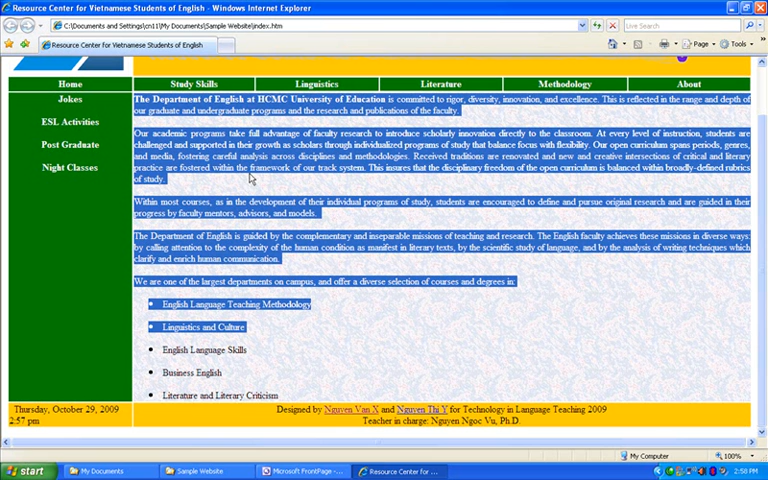 Resource Center for Vietnamese Students of English - Windows Internet Explorer
C:\Documents and Settings\cn11\My Documents\Sample Website\index.htm
Live Search
Resource Center for Vietnamese Students of English
Page
Tools
Home
Study Skills
Linguistics
Literature
Methodology
About
Jokes
ESL Activities
Post Graduate
Night Classes
The Department of English at HCMC University of Education is committed to rigor, diversity, innovation, and excellence. This is reflected in the range and depth of
our graduate and undergraduate programs and the research and publications of the faculty.
Our academic programs take full advantage of faculty research to introduce scholarly innovation directly to the classroom. At every level of instruction, students are
challenged and supported in their growth as scholars through individualized programs of study that balance focus with flexibility. Our open curriculum spans periods, genres,
and media, fostering careful analysis across disciplines and methodologies. Received traditions are renovated and new and creative intersections of critical and literary
practice are fostered within the framework of our track system. This insures that the disciplinary freedom of the open curriculum is balanced within broadly-defined rubrics
of study.
Within most courses, as in the development of their individual programs of study, students are encouraged to define and pursue original research and are guided in their
progress by faculty mentors, advisors, and models.
The Department of English is guided by the complementary and inseparable missions of teaching and research. The English faculty achieves these missions in diverse ways:
by calling attention to the complexity of the human condition as manifest in literary texts, by the scientific study of language, and by the analysis of writing techniques which
clarify and enrich human communication.
We are one of the largest departments on campus, and offer a diverse selection of courses and degrees in:
English Language Teaching Methodology
Linguistics and Culture
English Language Skills
Business English
Literature and Literary Criticism
Thursday, October 29, 2009
2:57 pm
Designed by Nguyen Van X and Nguyen Thi Y for Technology in Language Teaching 2009
Teacher in charge: Nguyen Ngoc Vu, Ph.D.
My Computer
100%
start
My Documents
Sample Website
Microsoft FrontPage -...
Resource Center for ...
2:58 PM